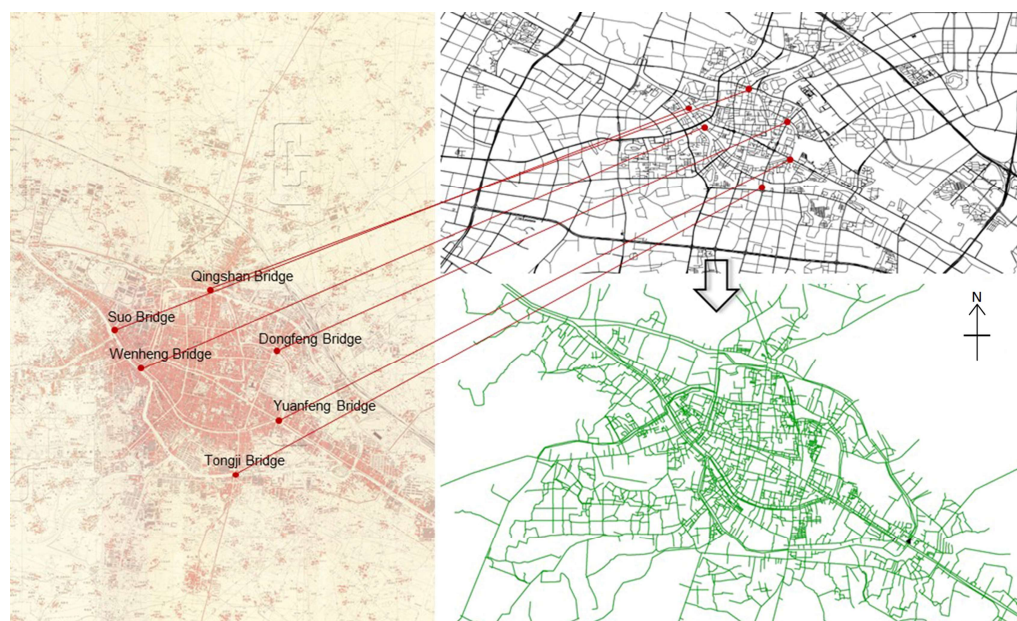 N
Qingshan Bridge
Suo Bridge
Dongfeng Bridge
Wenheng Bridge
Yuanfeng Bridge
Tongji Bridge